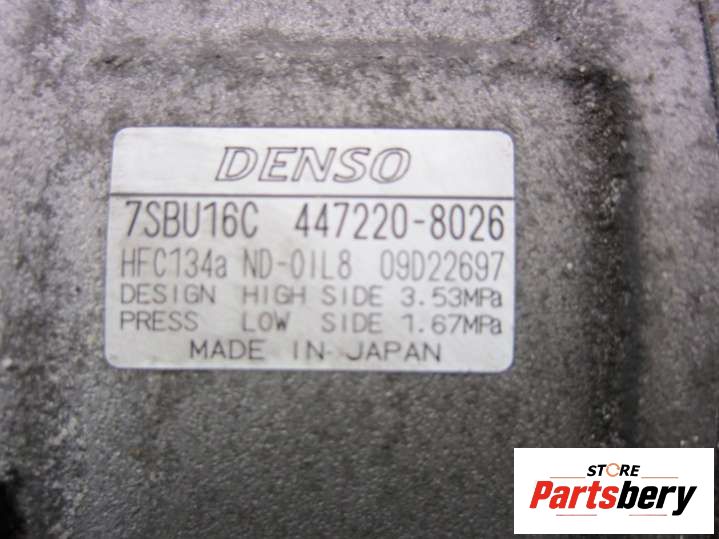 DENSO
7SBU16C 447220-8026
HFC134a ND-OIL8 09D22697
DESIGN HIGH SIDE 3.53MPa
PRESS LOW SIDE 1.67MPa
MADE IN JAPAN
STORE
Partsbery